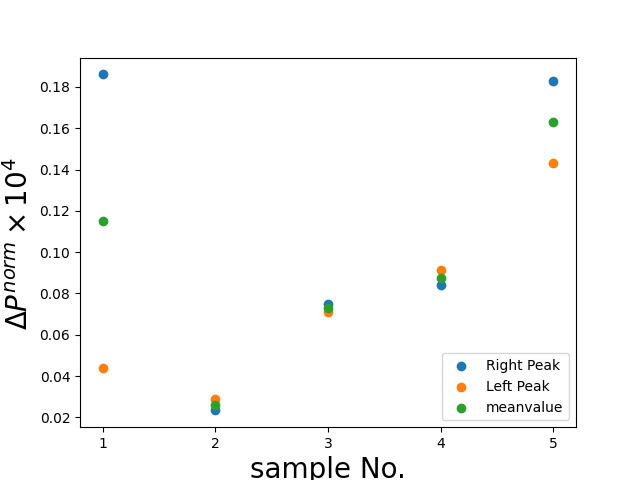 0.18
0.16
0.14
0.12
0.10
0.08
0.06
0.04
0.02
ΔP^{norm} × 10^4
1 2 3 4 5
sample No.
Right Peak
Left Peak
meanvalue